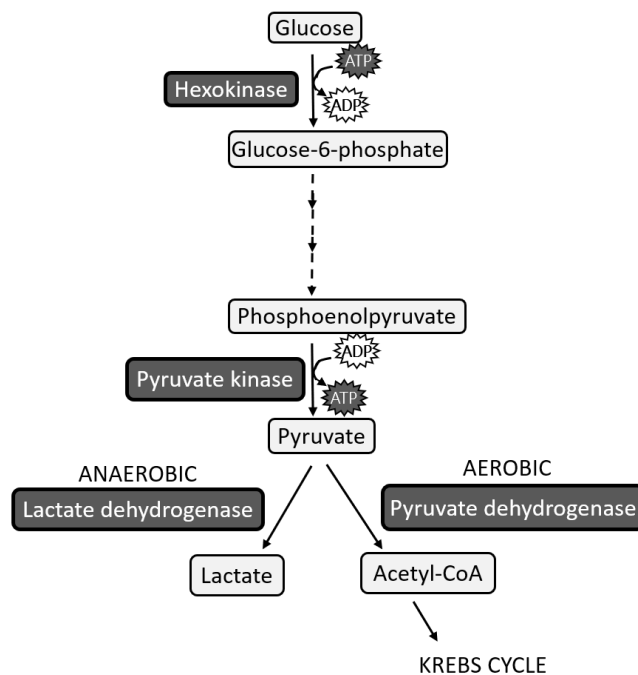 Glucose
ATP
Hexokinase
ADP
Glucose-6-phosphate
Phosphoenolpyruvate
ADP
Pyruvate kinase
ATP
Pyruvate
ANAEROBIC
AEROBIC
Lactate dehydrogenase
Pyruvate dehydrogenase
Lactate
Acetyl-CoA
KREBS CYCLE